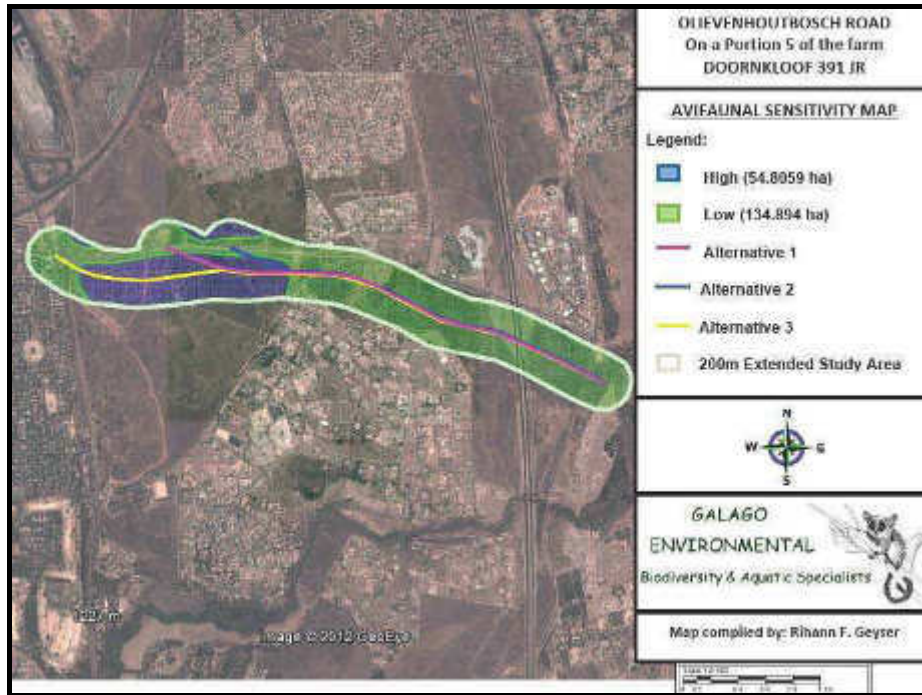 OLIEVENHOUTBOSCH ROAD
On a Portion 5 of the farm
DOORNKLOOF 391 JR
AVIFAUNAL SENSITIVITY MAP
Legend:
High (54.8059 ha)
Low (134.894 ha)
Alternative 1
Alternative 2
Alternative 3
200m Extended Study Area
N
W
S
GALAGO
ENVIRONMENTAL
Biodiversity & Aquatic Specialists
Map compiled by: Rihann F. Geyser
Image © 2012 GeoEye